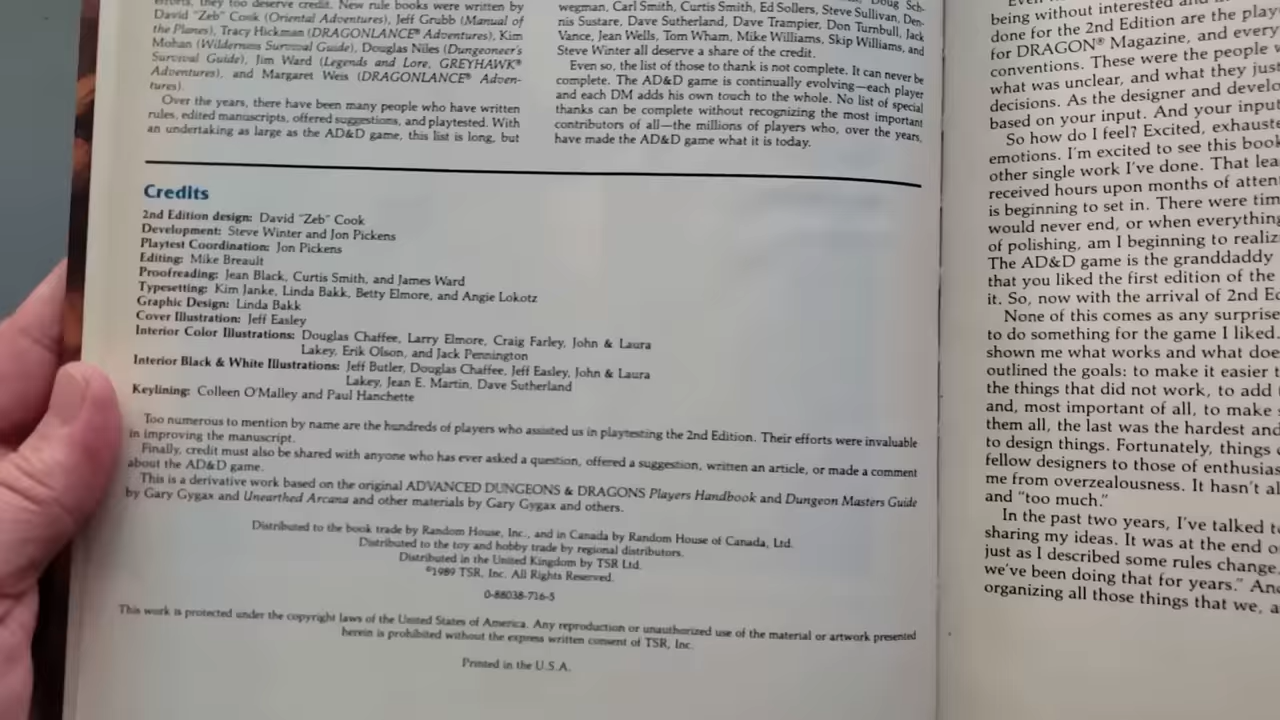 efforts, they too deserve credit. New rule books were written by
David "Zeb" Cook (Oriental Adventures), Jeff Grubb (Manual of
the Planes), Tracy Hickman (DRAGONLANCE® Adventures), Kim
Mohan (Wilderness Survival Guide), Douglas Niles (Dungeoneer's
Survival Guide), Jim Ward (Legends and Lore, GREYHAWK®
Adventures), and Margaret Weis (DRAGONLANCE® Adven-
tures).
Over the years, there have been many people who have written
rules, edited manuscripts, offered suggestions, and playtested. With
an undertaking as large as the AD&D game, this list is long, but
Doug Sch-
wegman, Carl Smith, Curtis Smith, Ed Sollers, Steve Sullivan, Den-
nis Sustare, Dave Sutherland, Dave Trampier, Don Turnbull, Jack
Vance, Jean Wells, Tom Wham, Mike Williams, Skip Williams, and
Steve Winter all deserve a share of the credit.
Even so, the list of those to thank is not complete. It can never be
complete. The AD&D game is continually evolving—each player
and each DM adds his own touch to the whole. No list of special
thanks can be complete without recognizing the most important
contributors of all—the millions of players who, over the years,
have made the AD&D game what it is today.
Credits
2nd Edition design: David "Zeb" Cook
Development: Steve Winter and Jon Pickens
Playtest Coordination: Jon Pickens
Editing: Mike Breault
Proofreading: Jean Black, Curtis Smith, and James Ward
Typesetting: Kim Janke, Linda Bakk, Betty Elmore, and Angie Lokotz
Graphic Design: Linda Bakk
Cover Illustration: Jeff Easley
Interior Color Illustrations: Douglas Chaffee, Larry Elmore, Craig Farley, John & Laura
Lakey, Erik Olson, and Jack Pennington
Interior Black & White Illustrations: Jeff Butler, Douglas Chaffee, Jeff Easley, John & Laura
Lakey, Jean E. Martin, Dave Sutherland
Keylining: Colleen O'Malley and Paul Hanchette
Too numerous to mention by name are the hundreds of players who assisted us in playtesting the 2nd Edition. Their efforts were invaluable
in improving the manuscript.
Finally, credit must also be shared with anyone who has ever asked a question, offered a suggestion, written an article, or made a comment
about the AD&D game.
This is a derivative work based on the original ADVANCED DUNGEONS & DRAGONS Players Handbook and Dungeon Masters Guide
by Gary Gygax and Unearthed Arcana and other materials by Gary Gygax and others.
Distributed to the book trade by Random House, Inc., and in Canada by Random House of Canada, Ltd.
Distributed to the toy and hobby trade by regional distributors.
Distributed in the United Kingdom by TSR Ltd.
©1989 TSR, Inc. All Rights Reserved.
0-88038-716-5
This work is protected under the copyright laws of the United States of America. Any reproduction or unauthorized use of the material or artwork presented
herein is prohibited without the express written consent of TSR, Inc.
Printed in the U.S.A.
being without interested and
done for the 2nd Edition are the play
for DRAGON® Magazine, and every
conventions. These were the people
what was unclear, and what they just
decisions. As the designer and develo
based on your input. And your input
So how do I feel? Excited, exhauste
emotions. I'm excited to see this book
other single work I've done. That lea
received hours upon months of attent
is beginning to set in. There were tim
would never end, or when everything
of polishing, am I beginning to realiz
The AD&D game is the granddaddy
that you liked the first edition of the
it. So, now with the arrival of 2nd Ed
None of this comes as any surprise
to do something for the game I liked.
shown me what works and what doe
outlined the goals: to make it easier t
the things that did not work, to add
and, most important of all, to make
them all, the last was the hardest and
to design things. Fortunately, things
fellow designers to those of enthusias
me from overzealousness. It hasn't al
and "too much."
In the past two years, I've talked to
sharing my ideas. It was at the end o
just as I described some rules change,
we've been doing that for years." And
organizing all those things that we, a